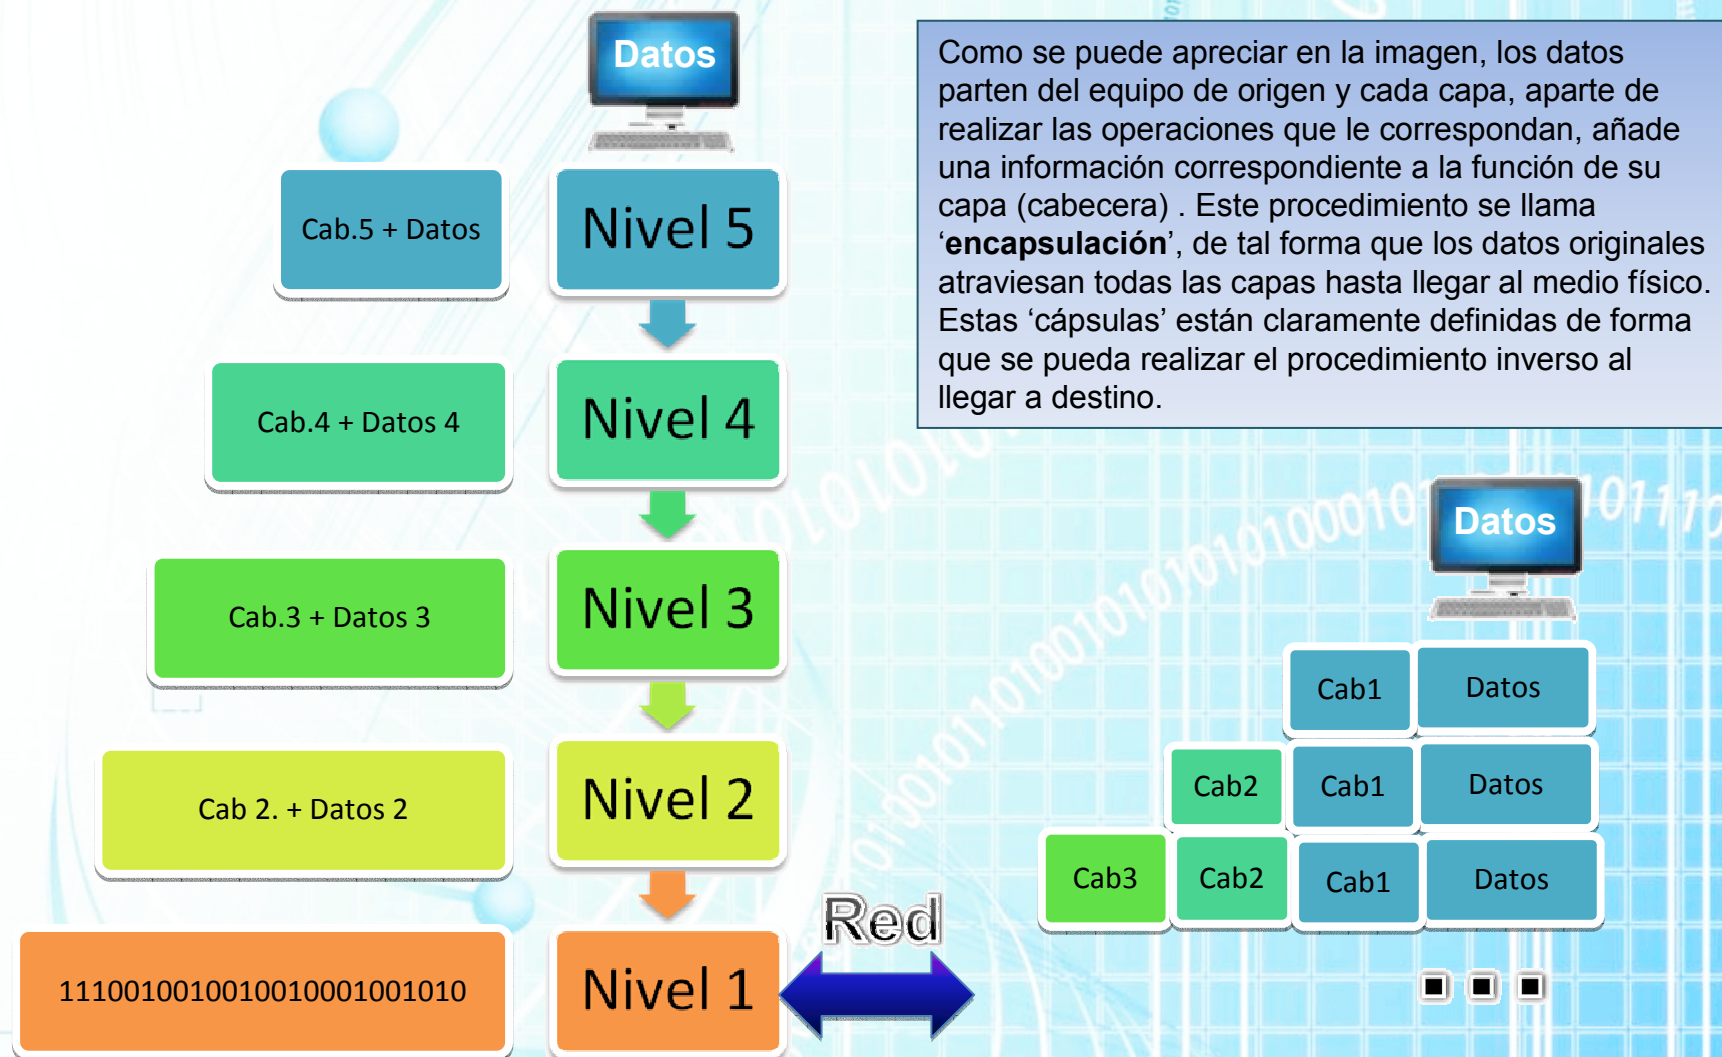 Datos
Como se puede apreciar en la imagen, los datos
parten del equipo de origen y cada capa, aparte de
realizar las operaciones que le correspondan, añade
una información correspondiente a la función de su
capa (cabecera) . Este procedimiento se llama
‘encapsulación’, de tal forma que los datos originales
atraviesan todas las capas hasta llegar al medio físico.
Estas ‘cápsulas’ están claramente definidas de forma
que se pueda realizar el procedimiento inverso al
llegar a destino.
Cab.5 + Datos
Nivel 5
Cab.4 + Datos 4
Nivel 4
Cab.3 + Datos 3
Nivel 3
Cab 2. + Datos 2
Nivel 2
1110010010010010001001010
Nivel 1
Red
Datos
Cab1 Datos
Cab2 Cab1 Datos
Cab3 Cab2 Cab1 Datos